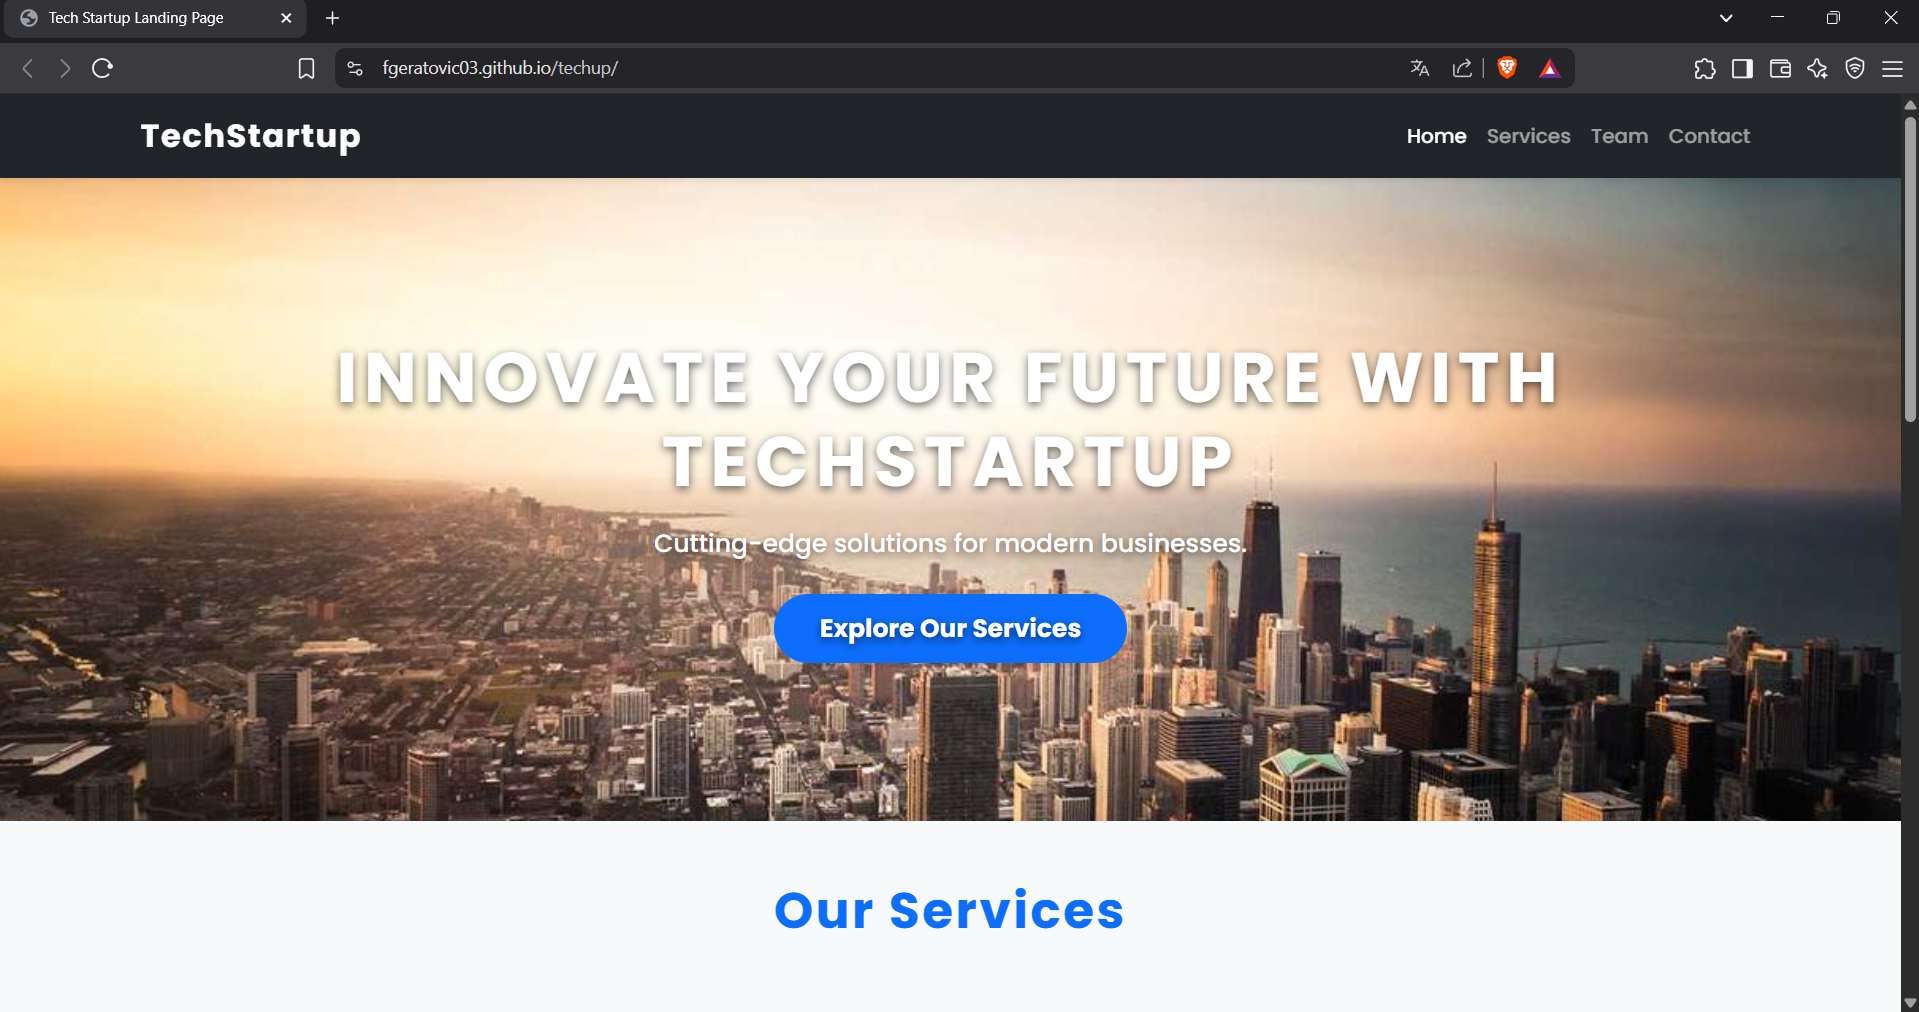 Tech Startup Landing Page
fgeratovic03.github.io/techup/
TechStartup
Home Services Team Contact
INNOVATE YOUR FUTURE WITH
TECHSTARTUP
Cutting-edge solutions for modern businesses.
Explore Our Services
Our Services